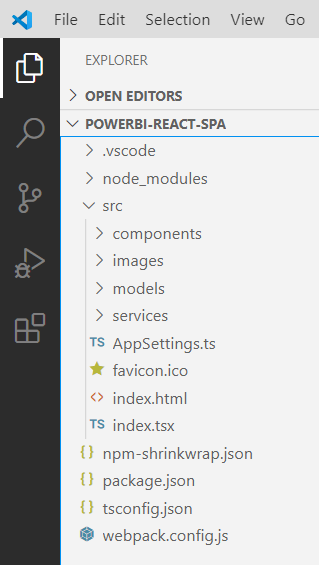 File Edit Selection View Go
EXPLORER
OPEN EDITORS
POWERBI-REACT-SPA
.vscode
node_modules
src
components
images
models
services
TS AppSettings.ts
favicon.ico
<> index.html
TS index.tsx
{} npm-shrinkwrap.json
{} package.json
{} tsconfig.json
webpack.config.js